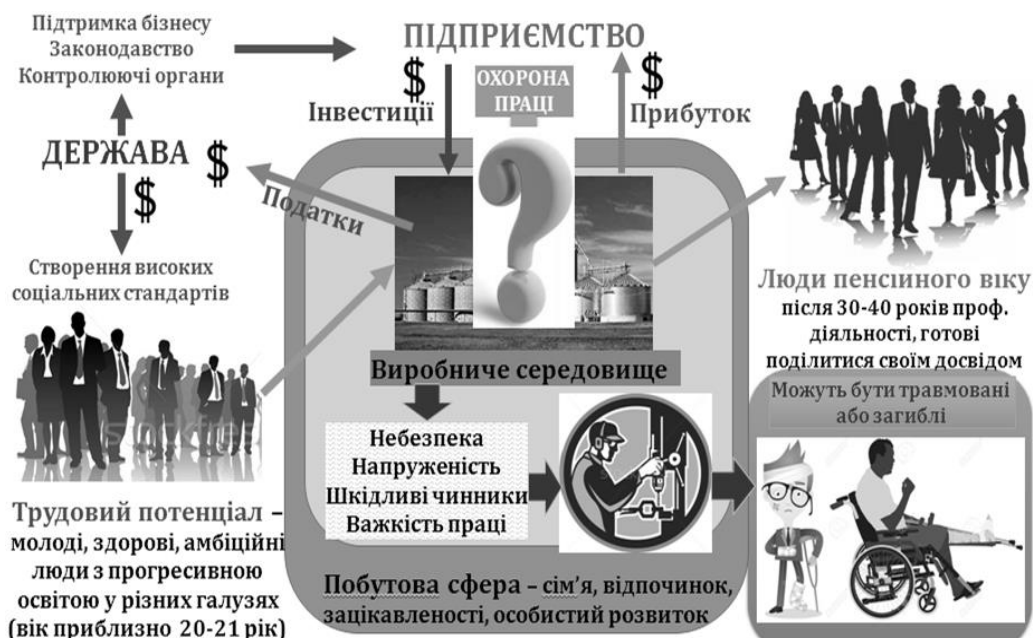 Підтримка бізнесу
Законодавство
Контролюючі органи
ДЕРЖАВА
$
$
Створення високих
соціальних стандартів
Трудовий потенціал –
молоді, здорові, амбіційні
люди з прогресивною
освітою у різних галузях
(вік приблизно 20-21 рік)
ПІДПРИЄМСТВО
$
Інвестиції
ОХОРОНА
ПРАЦІ
$
Прибуток
Податки
?
Виробниче середовище
Небезпека
Напруженість
Шкідливі чинники
Важкість праці
Побутова сфера – сім’я, відпочинок,
зацікавленості, особистий розвиток
Люди пенсійного віку
після 30-40 років проф.
діяльності, готові
поділитися своїм досвідом
Можуть бути травмовані
або загиблі